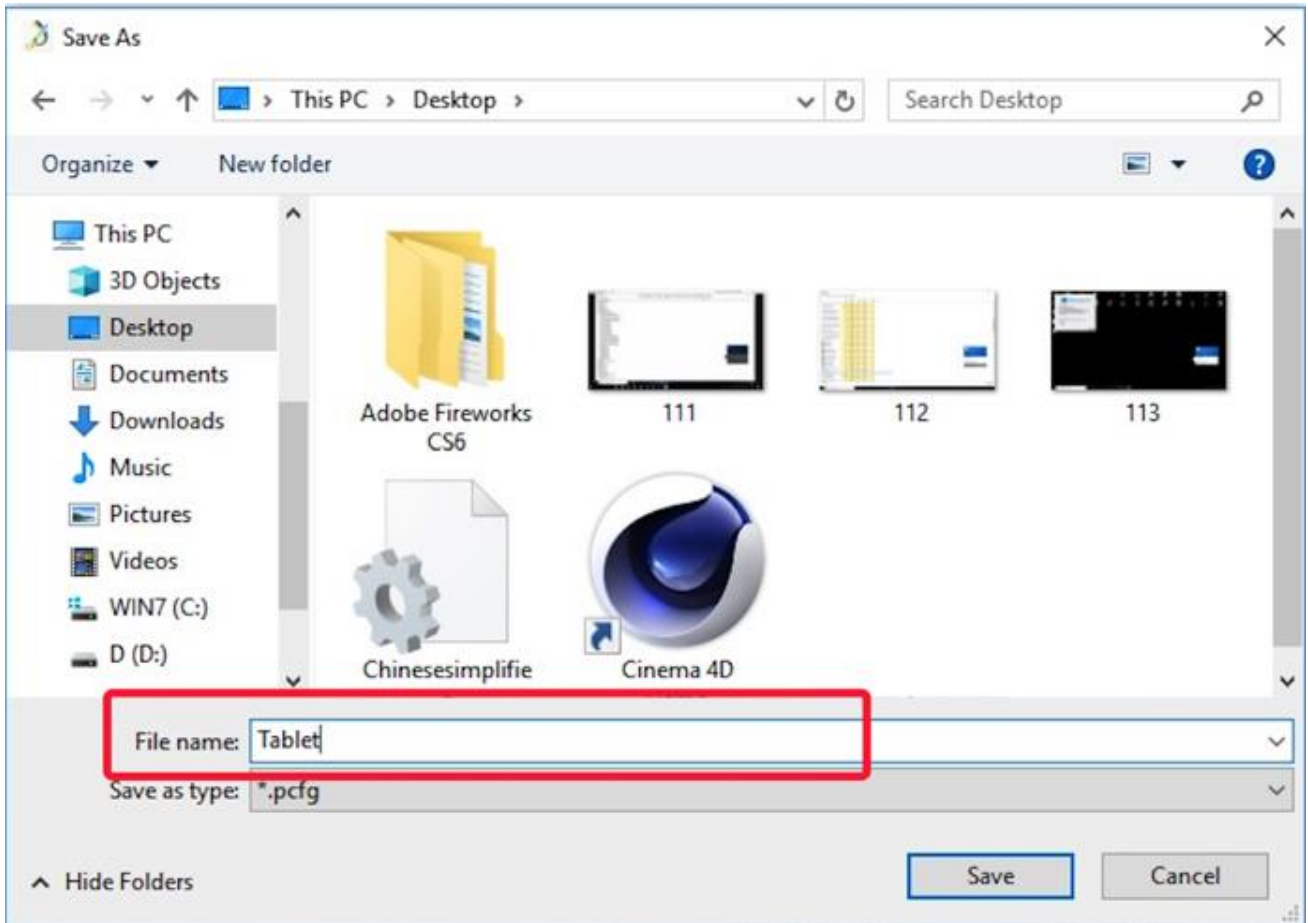 Save As
This PC > Desktop >
Search Desktop
Organize
New folder
This PC
3D Objects
Desktop
Documents
Downloads
Music
Pictures
Videos
WIN7 (C:)
D (D:)
Adobe Fireworks
CS6
111
112
113
Chinesesimplifie
Cinema 4D
File name: Tablet
Save as type: *.pcfg
Hide Folders
Save
Cancel